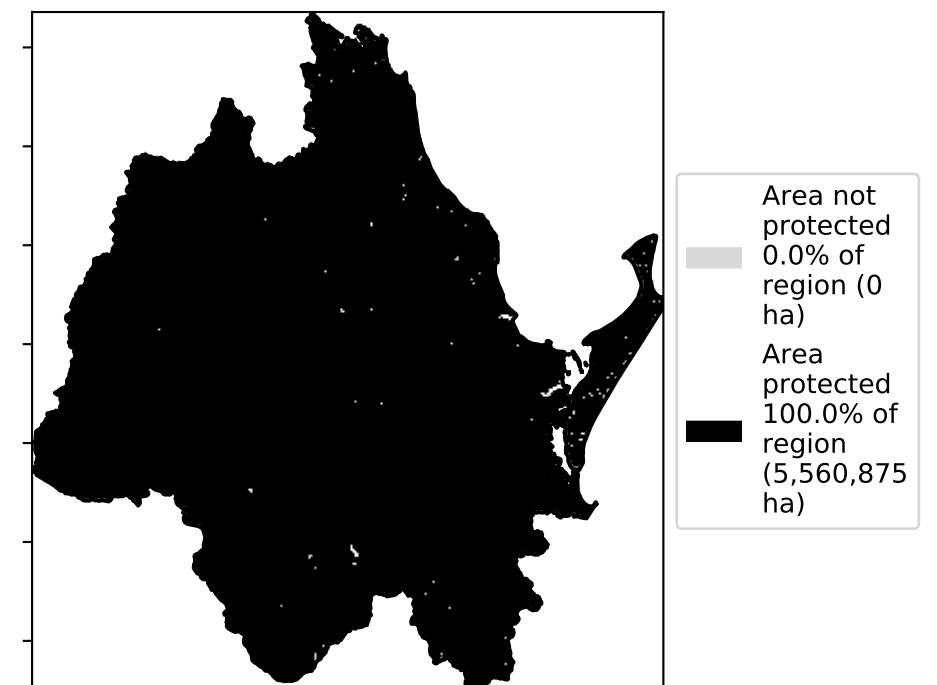 Area not
protected
0.0% of
region (0
ha)
Area
protected
100.0% of
region
(5,560,875
ha)